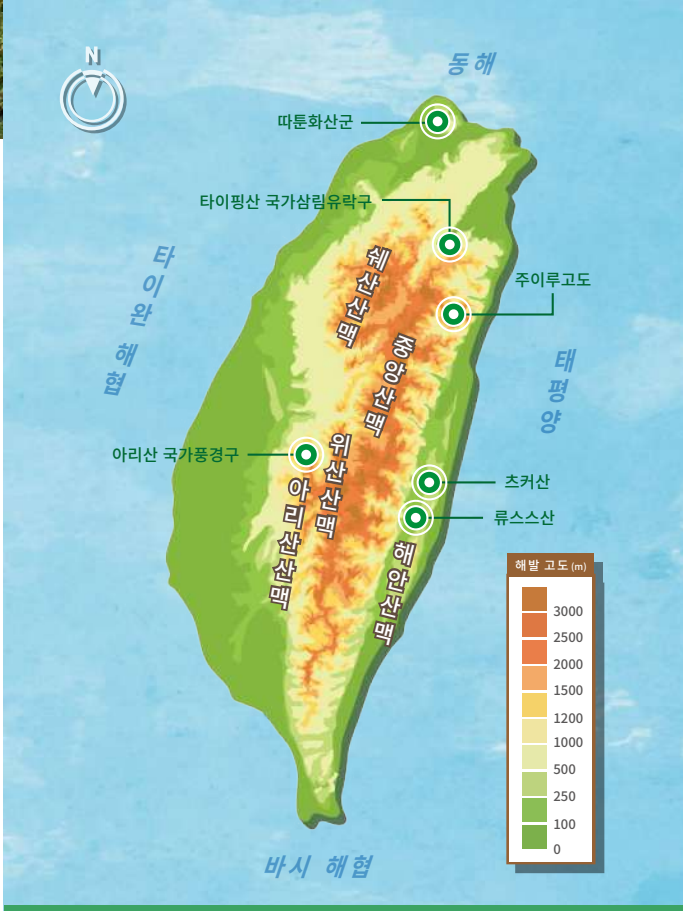 N
동해
따툰화산군
타이핑산 국가삼림유락구
쉐산산맥
타이완 해협
주이루고도
중앙산맥
태평양
위산산맥
아리산 국가풍경구
아리산산맥
츠커산
류스스산
해안산맥
해발 고도 (m)
3000
2500
2000
1500
1200
1000
500
250
100
0
바시 해협